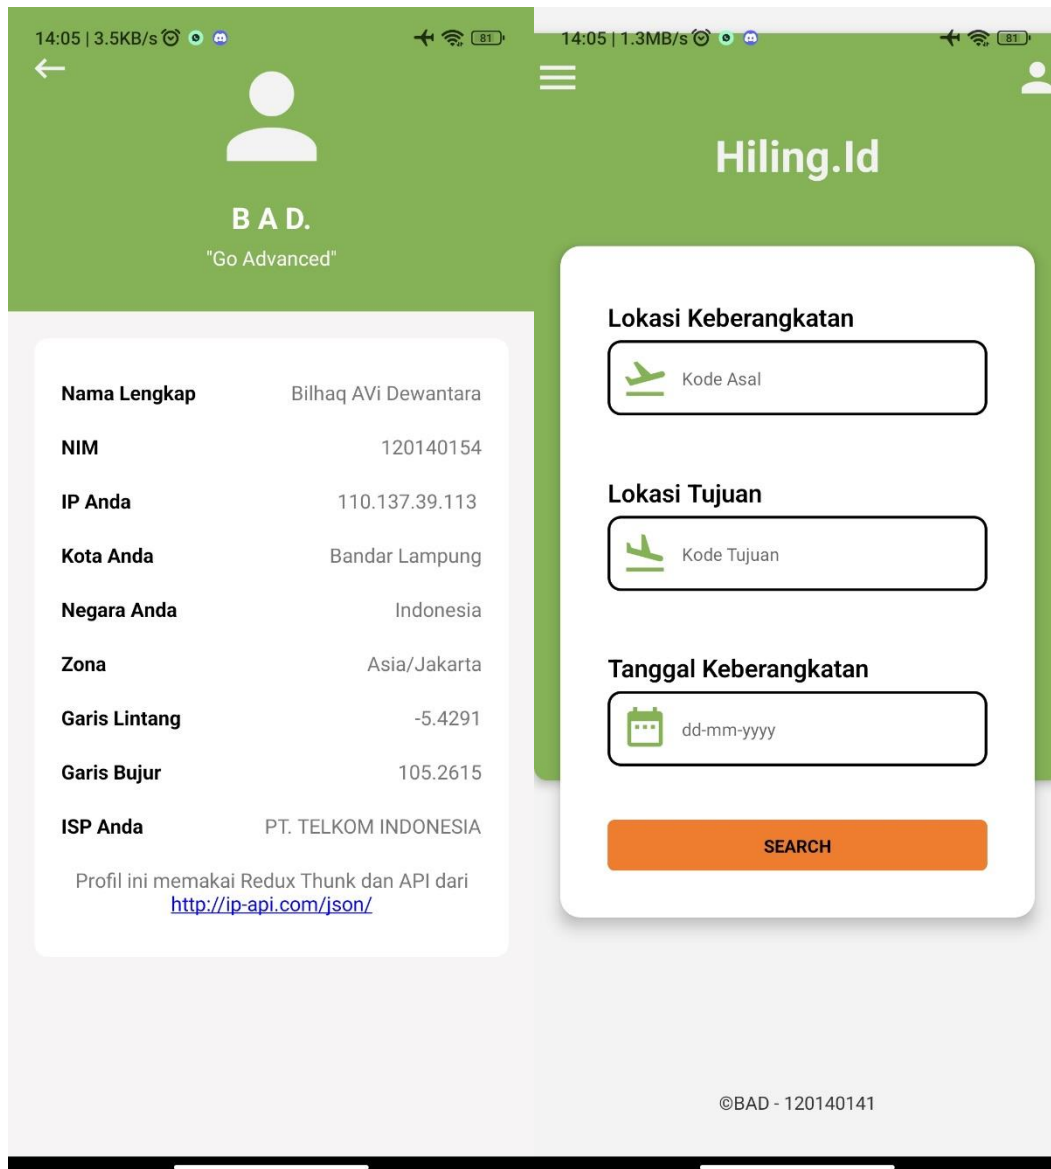 14:05 | 3.5KB/s
81
B A D.
"Go Advanced"
Nama Lengkap Bilhaq AVi Dewantara
NIM 120140154
IP Anda 110.137.39.113
Kota Anda Bandar Lampung
Negara Anda Indonesia
Zona Asia/Jakarta
Garis Lintang -5.4291
Garis Bujur 105.2615
ISP Anda PT. TELKOM INDONESIA
Profil ini memakai Redux Thunk dan API dari
http://ip-api.com/json/
14:05 | 1.3MB/s
81
Hiling.Id
Lokasi Keberangkatan
Kode Asal
Lokasi Tujuan
Kode Tujuan
Tanggal Keberangkatan
dd-mm-yyyy
SEARCH
©BAD - 120140141